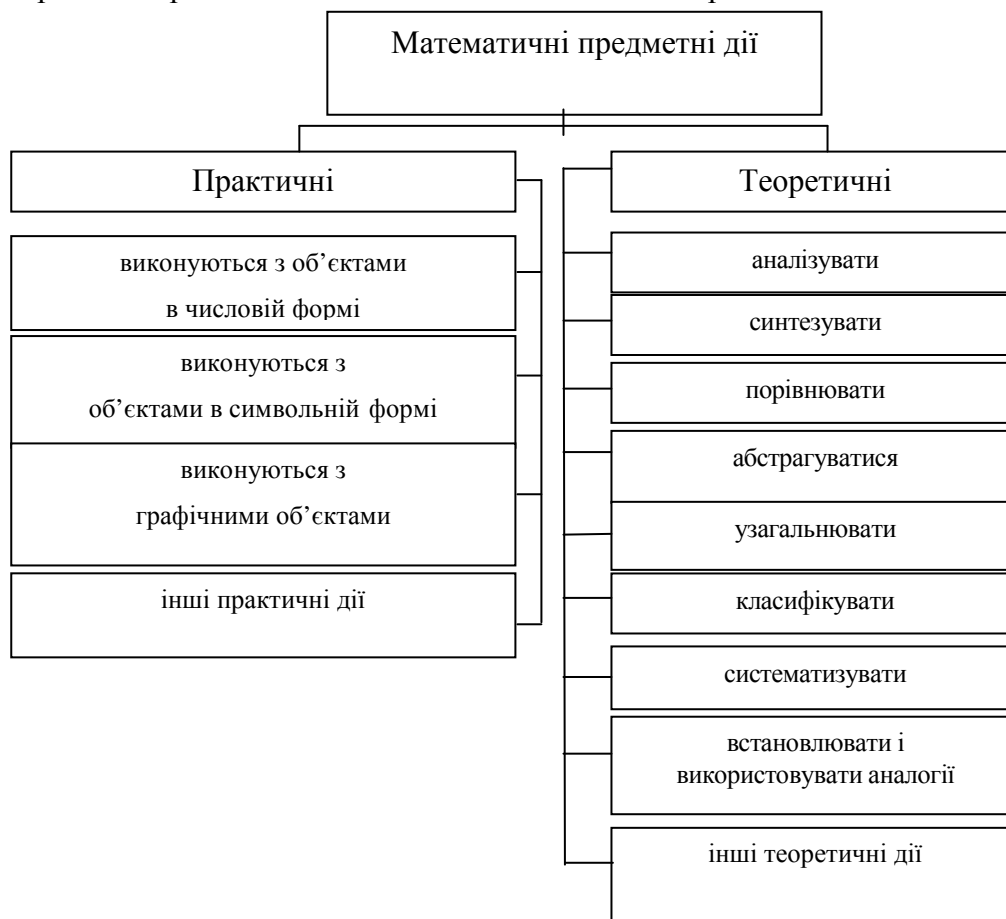 Математичні предметні дії
Практичні
виконуються з об’єктами
в числовій формі
виконуються з
об’єктами в символьній формі
виконуються з
графічними об’єктами
інші практичні дії
Теоретичні
аналізувати
синтезувати
порівнювати
абстрагуватися
узагальнювати
класифікувати
систематизувати
встановлювати і
використовувати аналогії
інші теоретичні дії